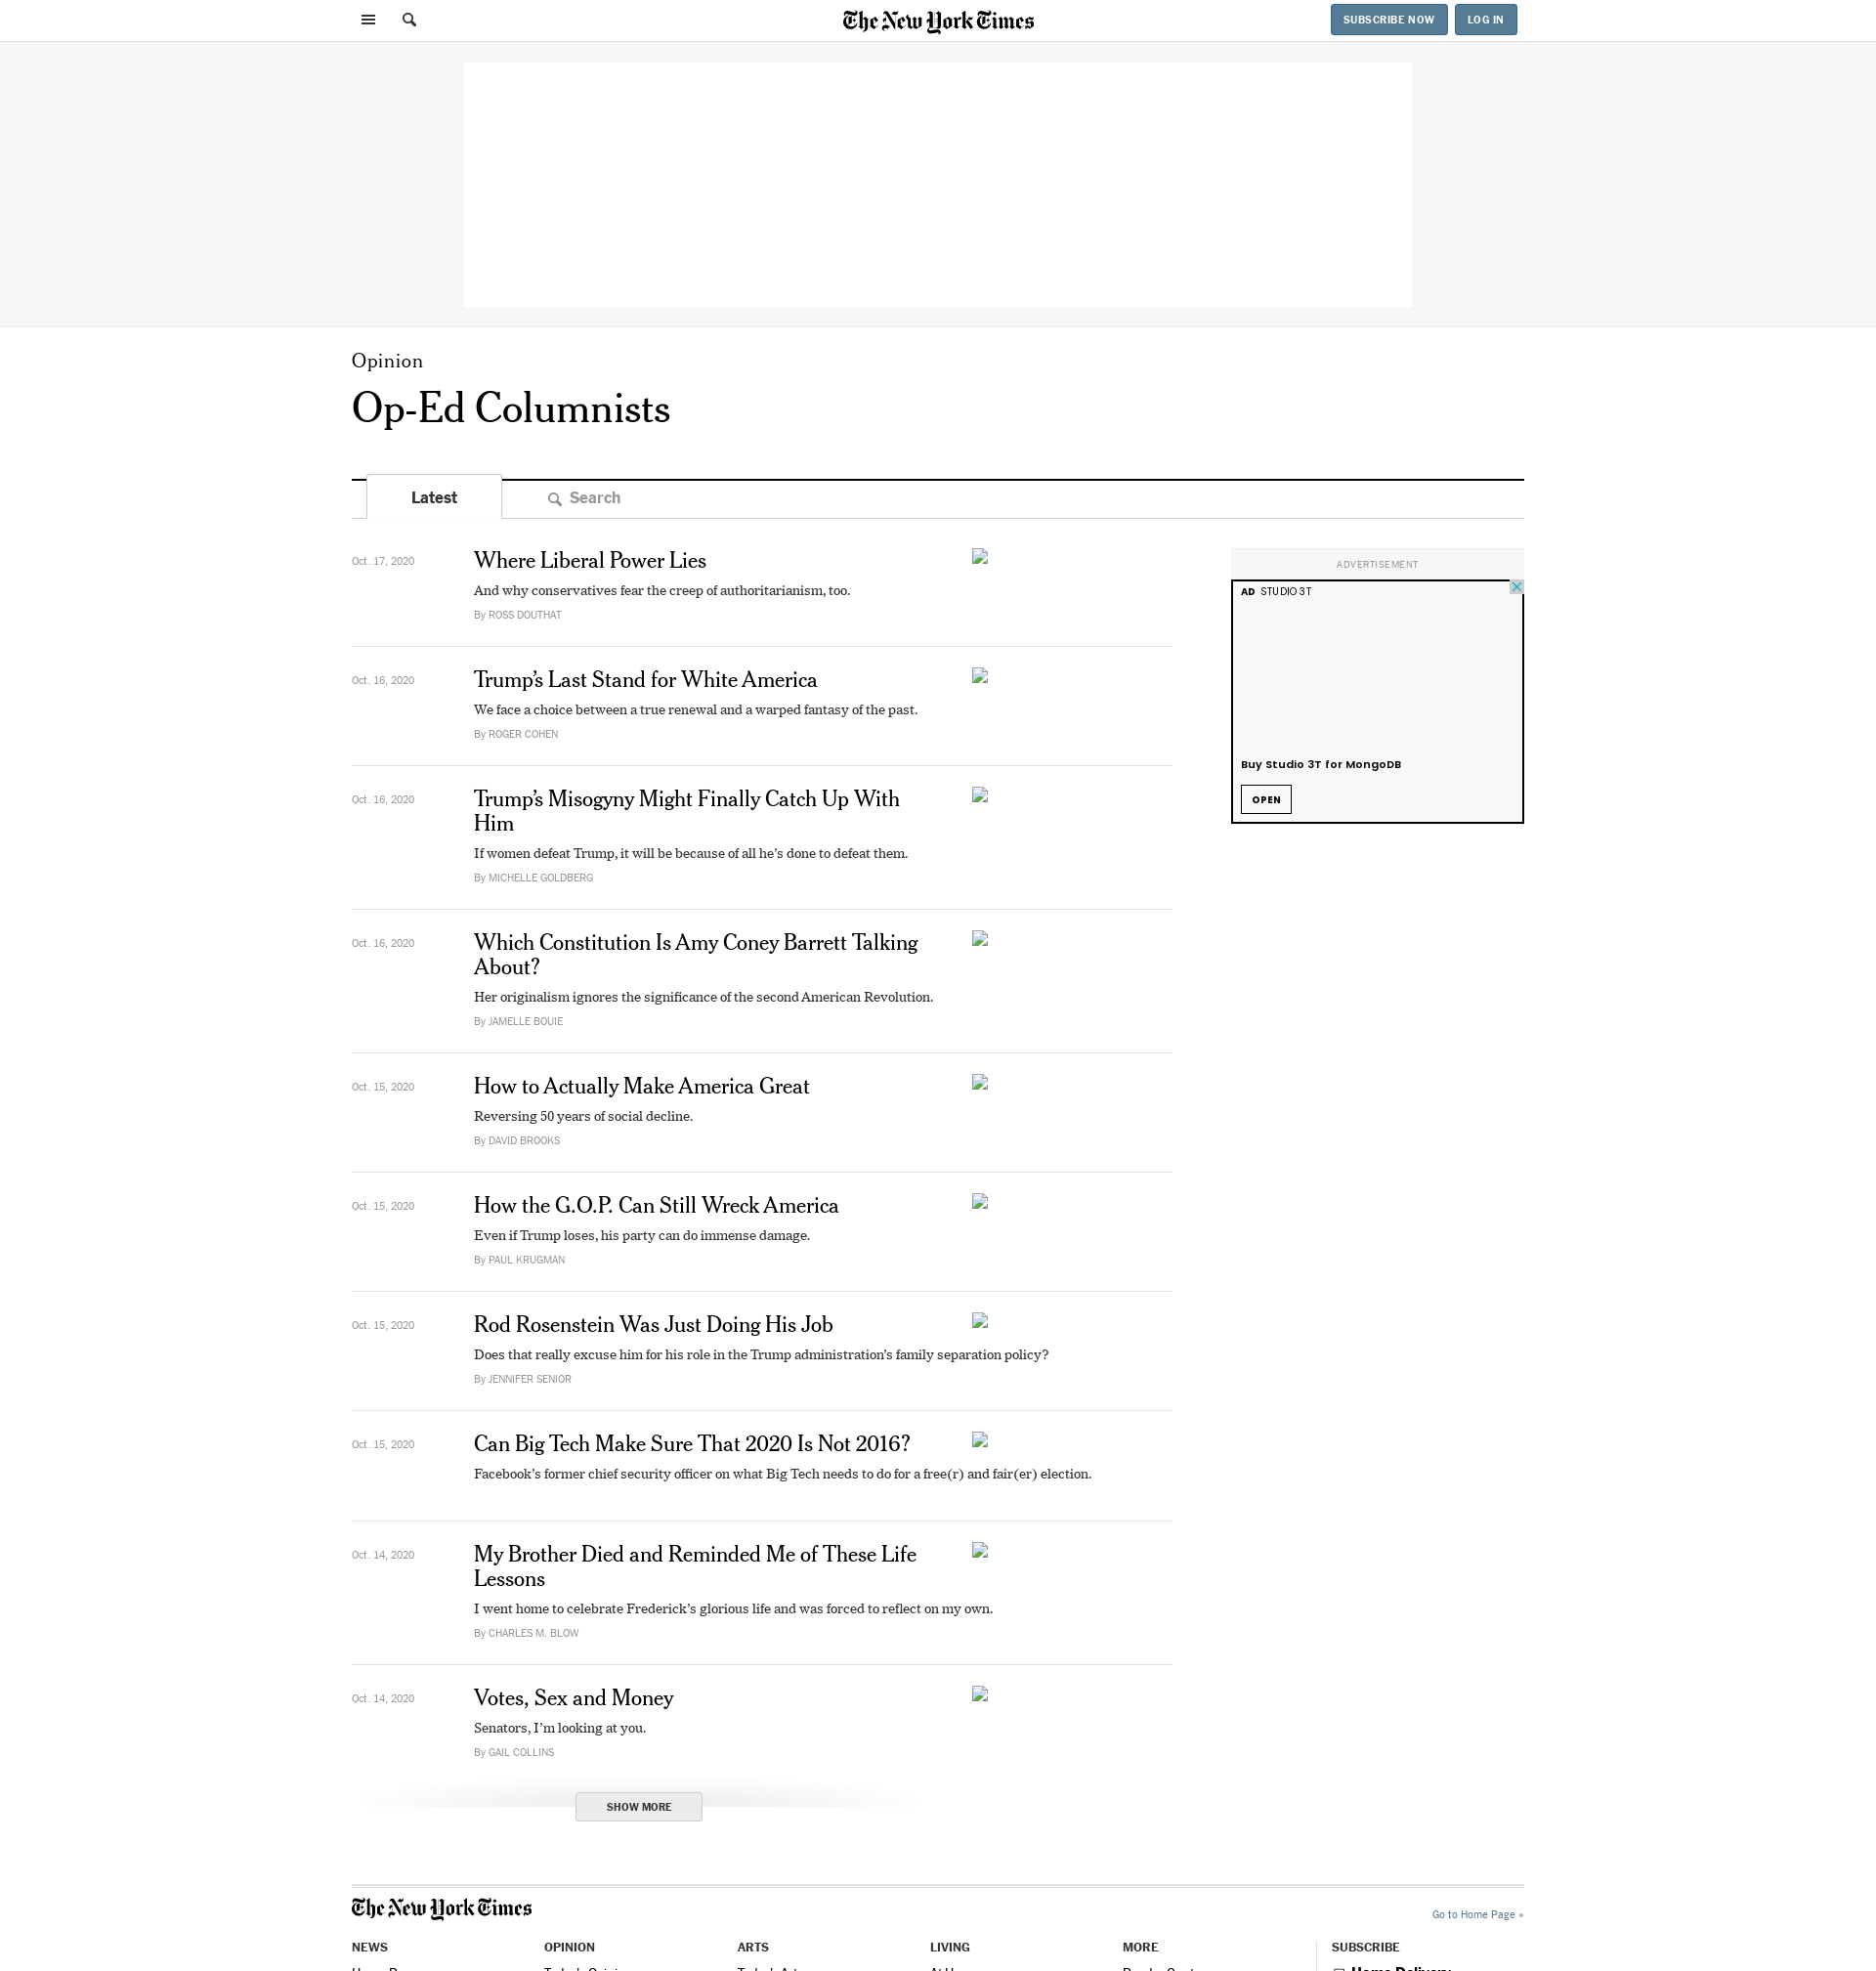 The New York Times
SUBSCRIBE NOW
LOG IN
Opinion
Op-Ed Columnists
Latest
Search
Oct. 17, 2020
Where Liberal Power Lies
And why conservatives fear the creep of authoritarianism, too.
By ROSS DOUTHAT
ADVERTISEMENT
AD STUDIO 3T
Buy Studio 3T for MongoDB
OPEN
Oct. 16, 2020
Trump’s Last Stand for White America
We face a choice between a true renewal and a warped fantasy of the past.
By ROGER COHEN
Oct. 16, 2020
Trump’s Misogyny Might Finally Catch Up With
Him
If women defeat Trump, it will be because of all he’s done to defeat them.
By MICHELLE GOLDBERG
Oct. 16, 2020
Which Constitution Is Amy Coney Barrett Talking
About?
Her originalism ignores the significance of the second American Revolution.
By JAMELLE BOUIE
Oct. 15, 2020
How to Actually Make America Great
Reversing 50 years of social decline.
By DAVID BROOKS
Oct. 15, 2020
How the G.O.P. Can Still Wreck America
Even if Trump loses, his party can do immense damage.
By PAUL KRUGMAN
Oct. 15, 2020
Rod Rosenstein Was Just Doing His Job
Does that really excuse him for his role in the Trump administration’s family separation policy?
By JENNIFER SENIOR
Oct. 15, 2020
Can Big Tech Make Sure That 2020 Is Not 2016?
Facebook’s former chief security officer on what Big Tech needs to do for a free(r) and fair(er) election.
Oct. 14, 2020
My Brother Died and Reminded Me of These Life
Lessons
I went home to celebrate Frederick’s glorious life and was forced to reflect on my own.
By CHARLES M. BLOW
Oct. 14, 2020
Votes, Sex and Money
Senators, I’m looking at you.
By GAIL COLLINS
SHOW MORE
The New York Times
Go to Home Page »
NEWS
OPINION
ARTS
LIVING
MORE
SUBSCRIBE
Home Delivery